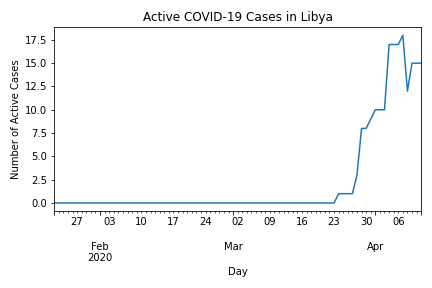 Active COVID-19 Cases in Libya
Number of Active Cases
17.5
15.0
12.5
10.0
7.5
5.0
2.5
0.0
27 03 10 17 24 02 09 16 23 30 06
Feb Mar Apr
2020
Day